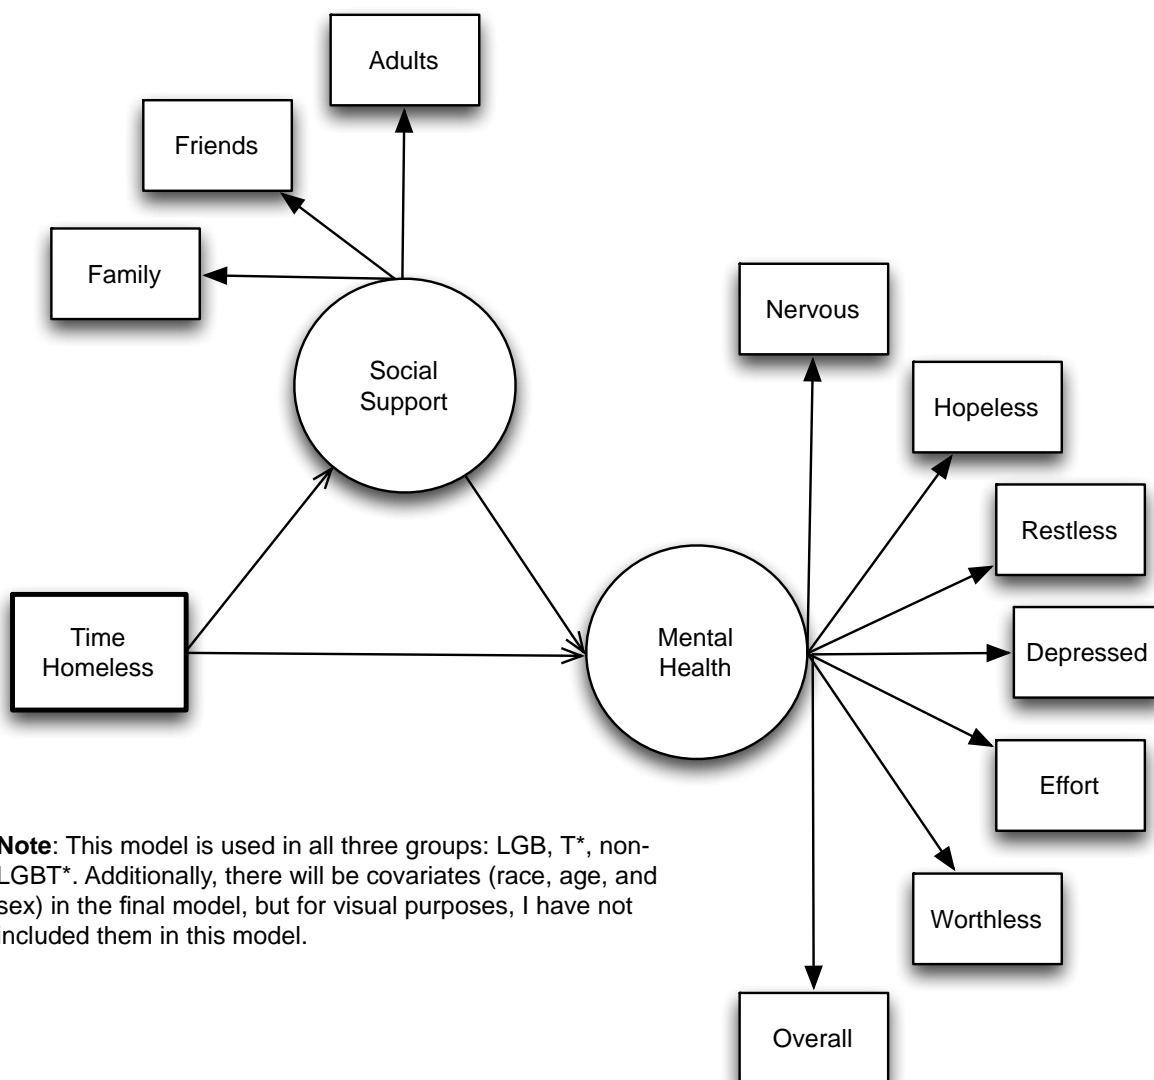 Adults
Friends
Family
Social
Support
Nervous
Hopeless
Restless
Time
Homeless
Mental
Health
Depressed
Effort
Worthless
Overall
Note: This model is used in all three groups: LGB, T*, non-
LGBT*. Additionally, there will be covariates (race, age, and
sex) in the final model, but for visual purposes, I have not
included them in this model.